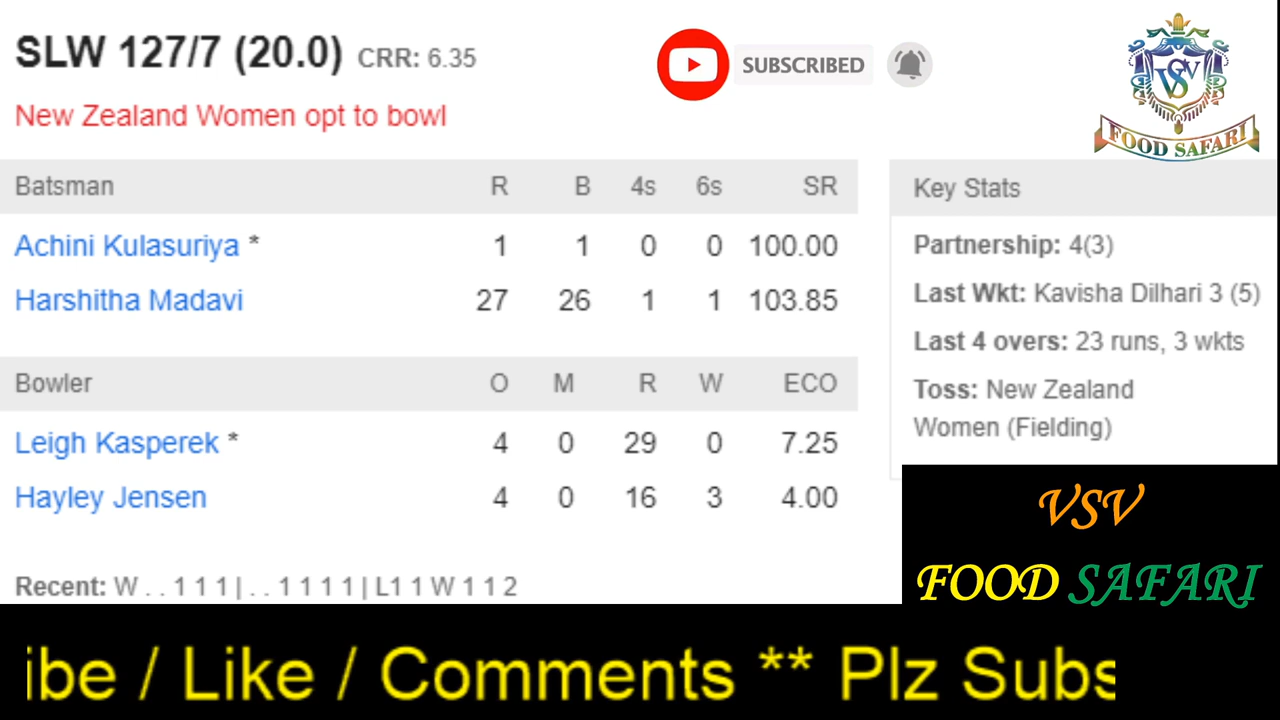 SLW 127/7 (20.0) CRR: 6.35
SUBSCRIBED
VSV
FOOD SAFARI
New Zealand Women opt to bowl
Batsman R B 4s 6s SR
Achini Kulasuriya * 1 1 0 0 100.00
Harshitha Madavi 27 26 1 1 103.85
Bowler O M R W ECO
Leigh Kasperek * 4 0 29 0 7.25
Hayley Jensen 4 0 16 3 4.00
Recent: W . . 1 1 1 | . . 1 1 1 1 | L1 1 W 1 1 2
Key Stats
Partnership: 4(3)
Last Wkt: Kavisha Dilhari 3 (5)
Last 4 overs: 23 runs, 3 wkts
Toss: New Zealand
Women (Fielding)
VSV
FOOD SAFARI
ibe / Like / Comments ** Plz Subs